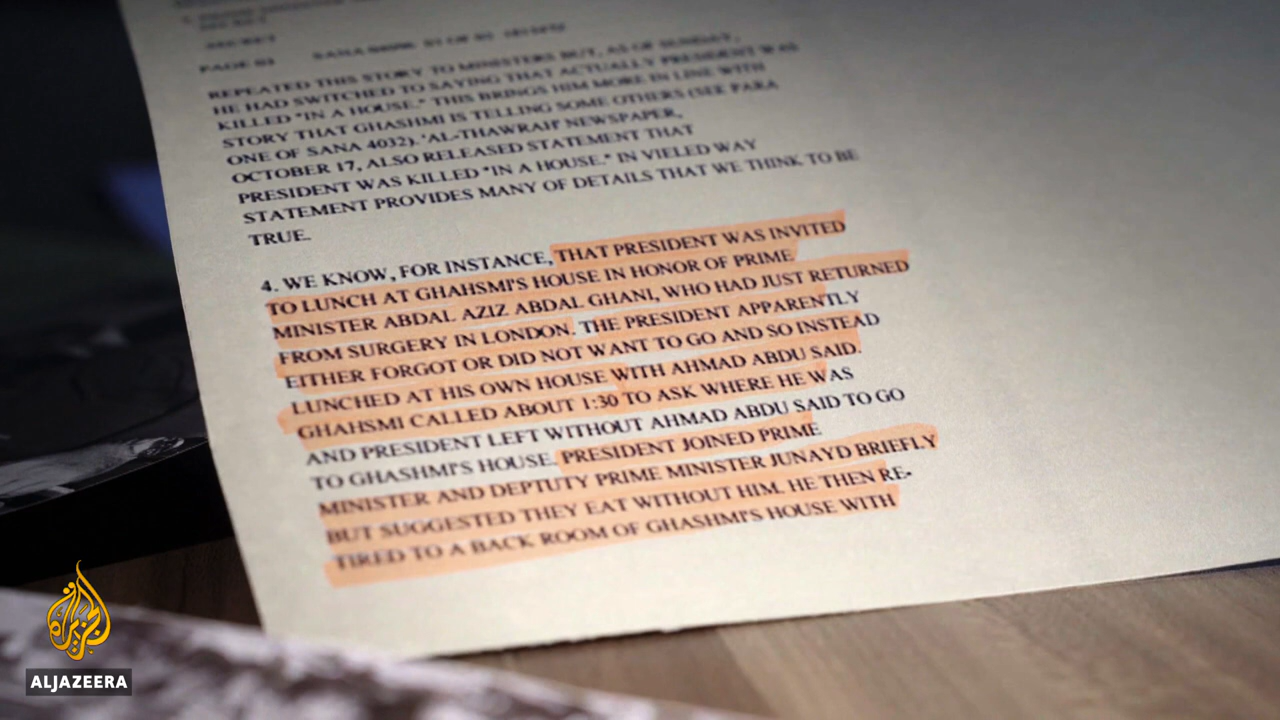 PAGE 01
REPEATED THIS STORY TO MINISTERS BUT, AS OF SUNDAY,
HE HAD SWITCHED TO SAYING THAT ACTUALLY PRESIDENT WAS
KILLED "IN A HOUSE." THIS BRINGS HIM MORE IN LINE WITH
STORY THAT GHASHMI IS TELLING SOME OTHERS (SEE PARA
ONE OF SANA 4032). 'AL-THAWRAH' NEWSPAPER,
OCTOBER 17, ALSO RELEASED STATEMENT THAT
PRESIDENT WAS KILLED "IN A HOUSE." IN VIELED WAY
STATEMENT PROVIDES MANY OF DETAILS THAT WE THINK TO BE
TRUE.
4. WE KNOW, FOR INSTANCE, THAT PRESIDENT WAS INVITED
TO LUNCH AT GHAHSMI'S HOUSE IN HONOR OF PRIME
MINISTER ABDAL AZIZ ABDAL GHANI, WHO HAD JUST RETURNED
FROM SURGERY IN LONDON. THE PRESIDENT APPARENTLY
EITHER FORGOT OR DID NOT WANT TO GO AND SO INSTEAD
LUNCHED AT HIS OWN HOUSE WITH AHMAD ABDU SAID.
GHAHSMI CALLED ABOUT 1:30 TO ASK WHERE HE WAS
AND PRESIDENT LEFT WITHOUT AHMAD ABDU SAID TO GO
TO GHASHMI'S HOUSE. PRESIDENT JOINED PRIME
MINISTER AND DEPTUTY PRIME MINISTER JUNAYD BRIEFLY
BUT SUGGESTED THEY EAT WITHOUT HIM. HE THEN RE-
TIRED TO A BACK ROOM OF GHASHMI'S HOUSE WITH
الجزيرة
ALJAZEERA